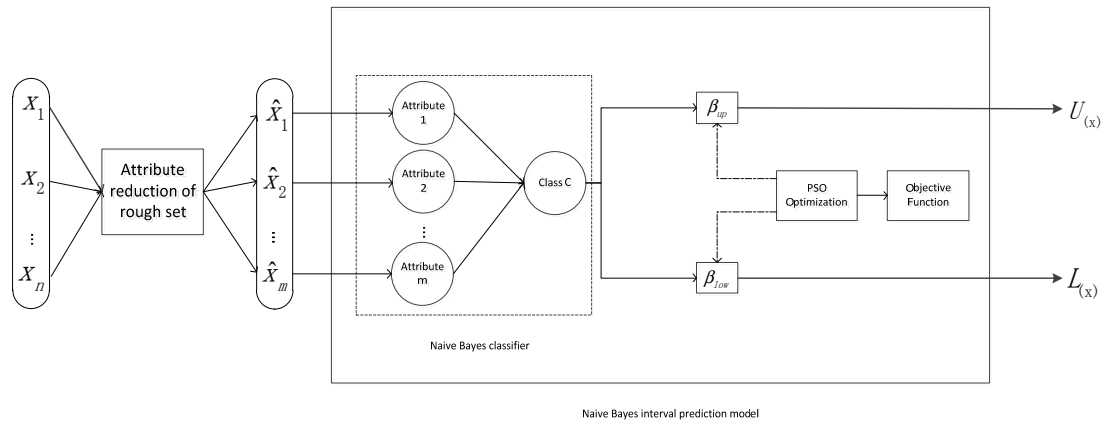 X1
X2
⋮
Xn
Attribute
reduction of
rough set
X̂1
X̂2
⋮
X̂m
Attribute
1
Attribute
2
⋮
Attribute
m
Class C
Naive Bayes classifier
βup
PSO
Optimization
Objective
Function
βlow
U(x)
L(x)
Naive Bayes interval prediction model